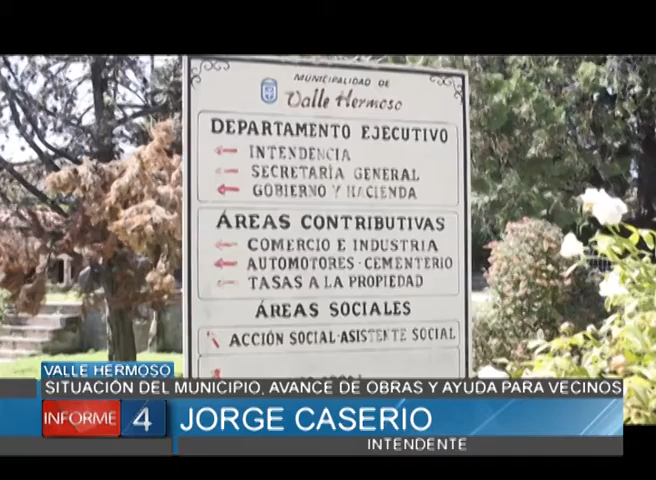 MUNICIPALIDAD DE
Valle Hermoso
DEPARTAMENTO EJECUTIVO
INTENDENCIA
SECRETARÍA GENERAL
GOBIERNO Y HACIENDA
ÁREAS CONTRIBUTIVAS
COMERCIO E INDUSTRIA
AUTOMOTORES - CEMENTERIO
TASAS A LA PROPIEDAD
ÁREAS SOCIALES
ACCIÓN SOCIAL-ASISTENTE SOCIAL
VALLE HERMOSO
SITUACIÓN DEL MUNICIPIO, AVANCE DE OBRAS Y AYUDA PARA VECINOS
INFORME 4 JORGE CASERIO
INTENDENTE